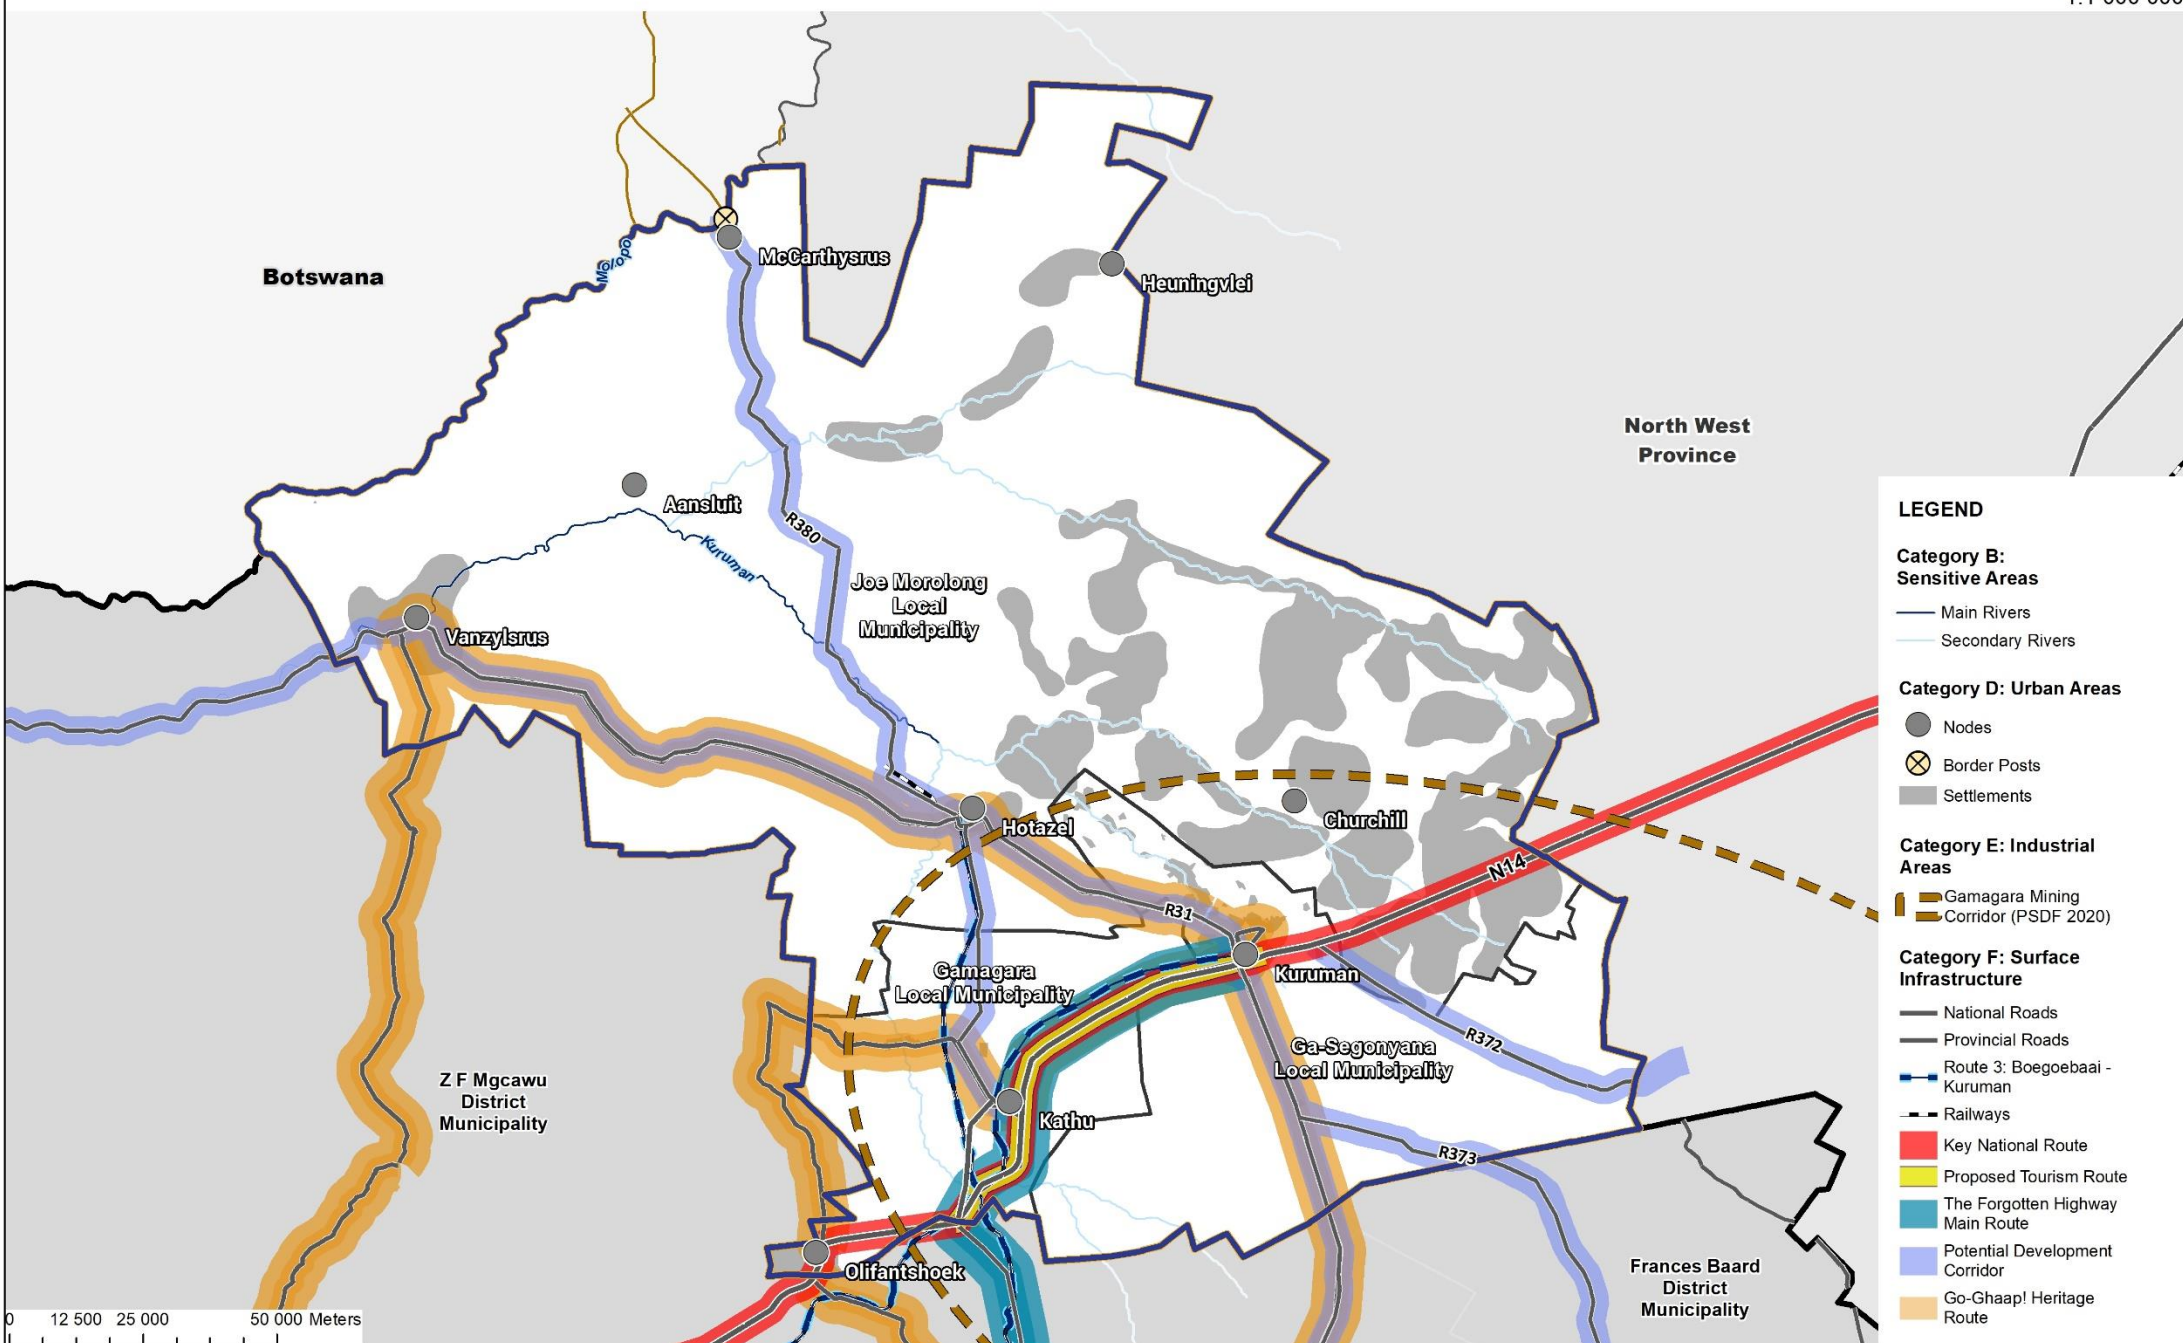 Botswana
Molopo
McCarthysrus
Heuningvlei
North West
Province
Aansluit
Kuruman
R380
Joe Morolong
Local
Municipality
Vanzylsrus
Hotazel
Churchill
N14
R31
Gamagara
Local Municipality
Kuruman
R372
Ga-Segonyana
Local Municipality
Z F Mgcawu
District
Municipality
Kathu
R373
Olifantshoek
Frances Baard
District
Municipality
0 12 500 25 000 50 000 Meters
LEGEND
Category B:
Sensitive Areas
Main Rivers
Secondary Rivers
Category D: Urban Areas
Nodes
Border Posts
Settlements
Category E: Industrial
Areas
Gamagara Mining
Corridor (PSDF 2020)
Category F: Surface
Infrastructure
National Roads
Provincial Roads
Route 3: Boegoebaai -
Kuruman
Railways
Key National Route
Proposed Tourism Route
The Forgotten Highway
Main Route
Potential Development
Corridor
Go-Ghaap! Heritage
Route